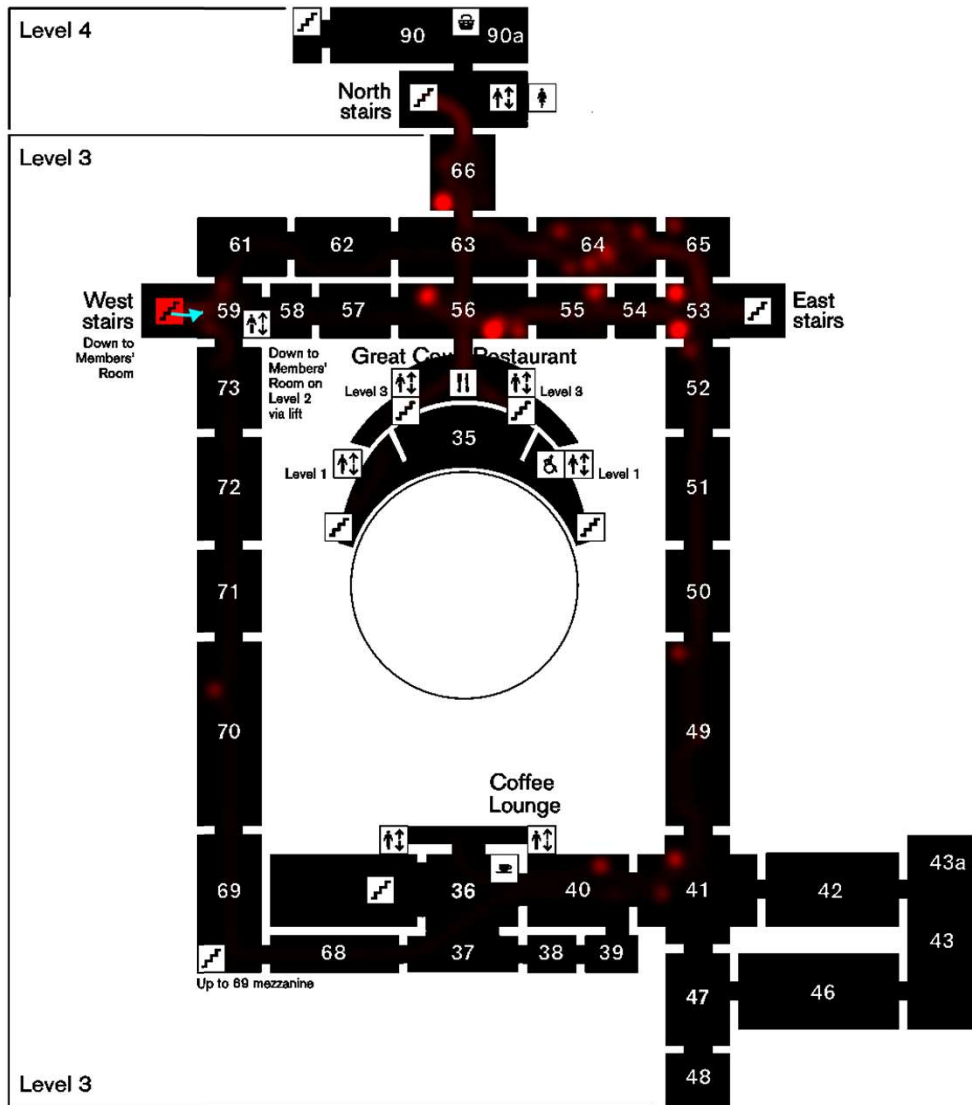 Level 4
90
90a
North
stairs
Level 3
66
61
62
63
64
65
West
stairs
Down to
Members'
Room
59
58
57
56
55
54
53
East
stairs
Down to
Members'
Room on
Level 2
via lift
Great Court Restaurant
Level 3
Level 3
73
52
35
Level 1
Level 1
72
51
71
50
70
49
Coffee
Lounge
69
36
40
41
42
43a
43
68
37
38
39
Up to 69 mezzanine
47
46
48
Level 3